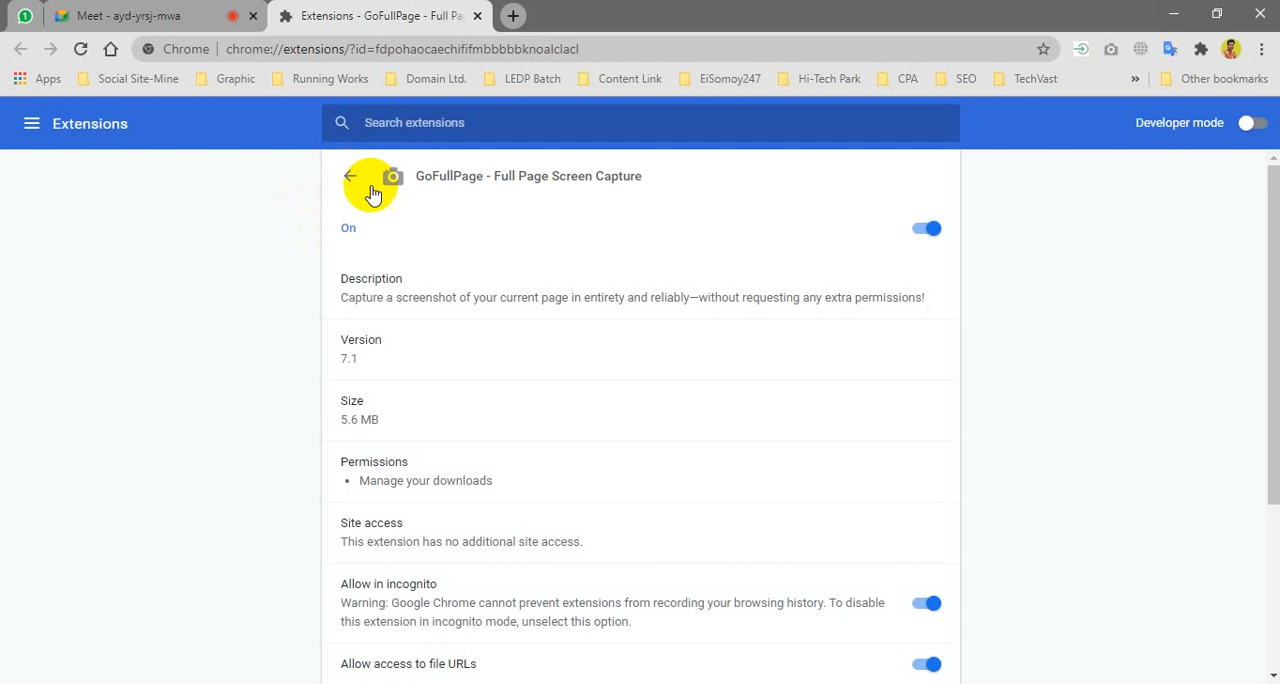 1
Meet - ayd-yrsj-mwa
Extensions - GoFullPage - Full Pa
Chrome
chrome://extensions/?id=fdpohaocaechififmbbbbbknoalclacl
Apps
Social Site-Mine
Graphic
Running Works
Domain Ltd.
LEDP Batch
Content Link
EiSomoy247
Hi-Tech Park
CPA
SEO
TechVast
»
Other bookmarks
Extensions
Search extensions
Developer mode
GoFullPage - Full Page Screen Capture
On
Description
Capture a screenshot of your current page in entirety and reliably—without requesting any extra permissions!
Version
7.1
Size
5.6 MB
Permissions
• Manage your downloads
Site access
This extension has no additional site access.
Allow in incognito
Warning: Google Chrome cannot prevent extensions from recording your browsing history. To disable
this extension in incognito mode, unselect this option.
Allow access to file URLs